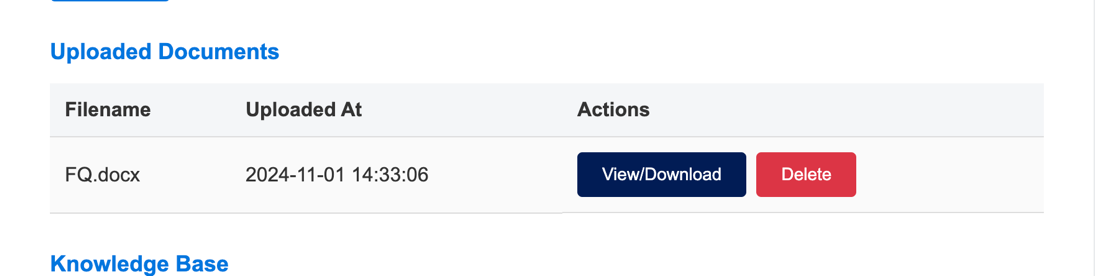 Uploaded Documents
Filename Uploaded At Actions
FQ.docx 2024-11-01 14:33:06 View/Download Delete
Knowledge Base